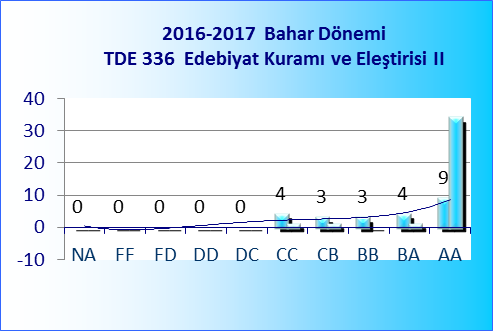 2016-2017 Bahar Dönemi
TDE 336 Edebiyat Kuramı ve Eleştirisi II
40
30
20
10
0
-10
0 0 0 0 0 4 3 3 4 9
NA FF FD DD DC CC CB BB BA AA